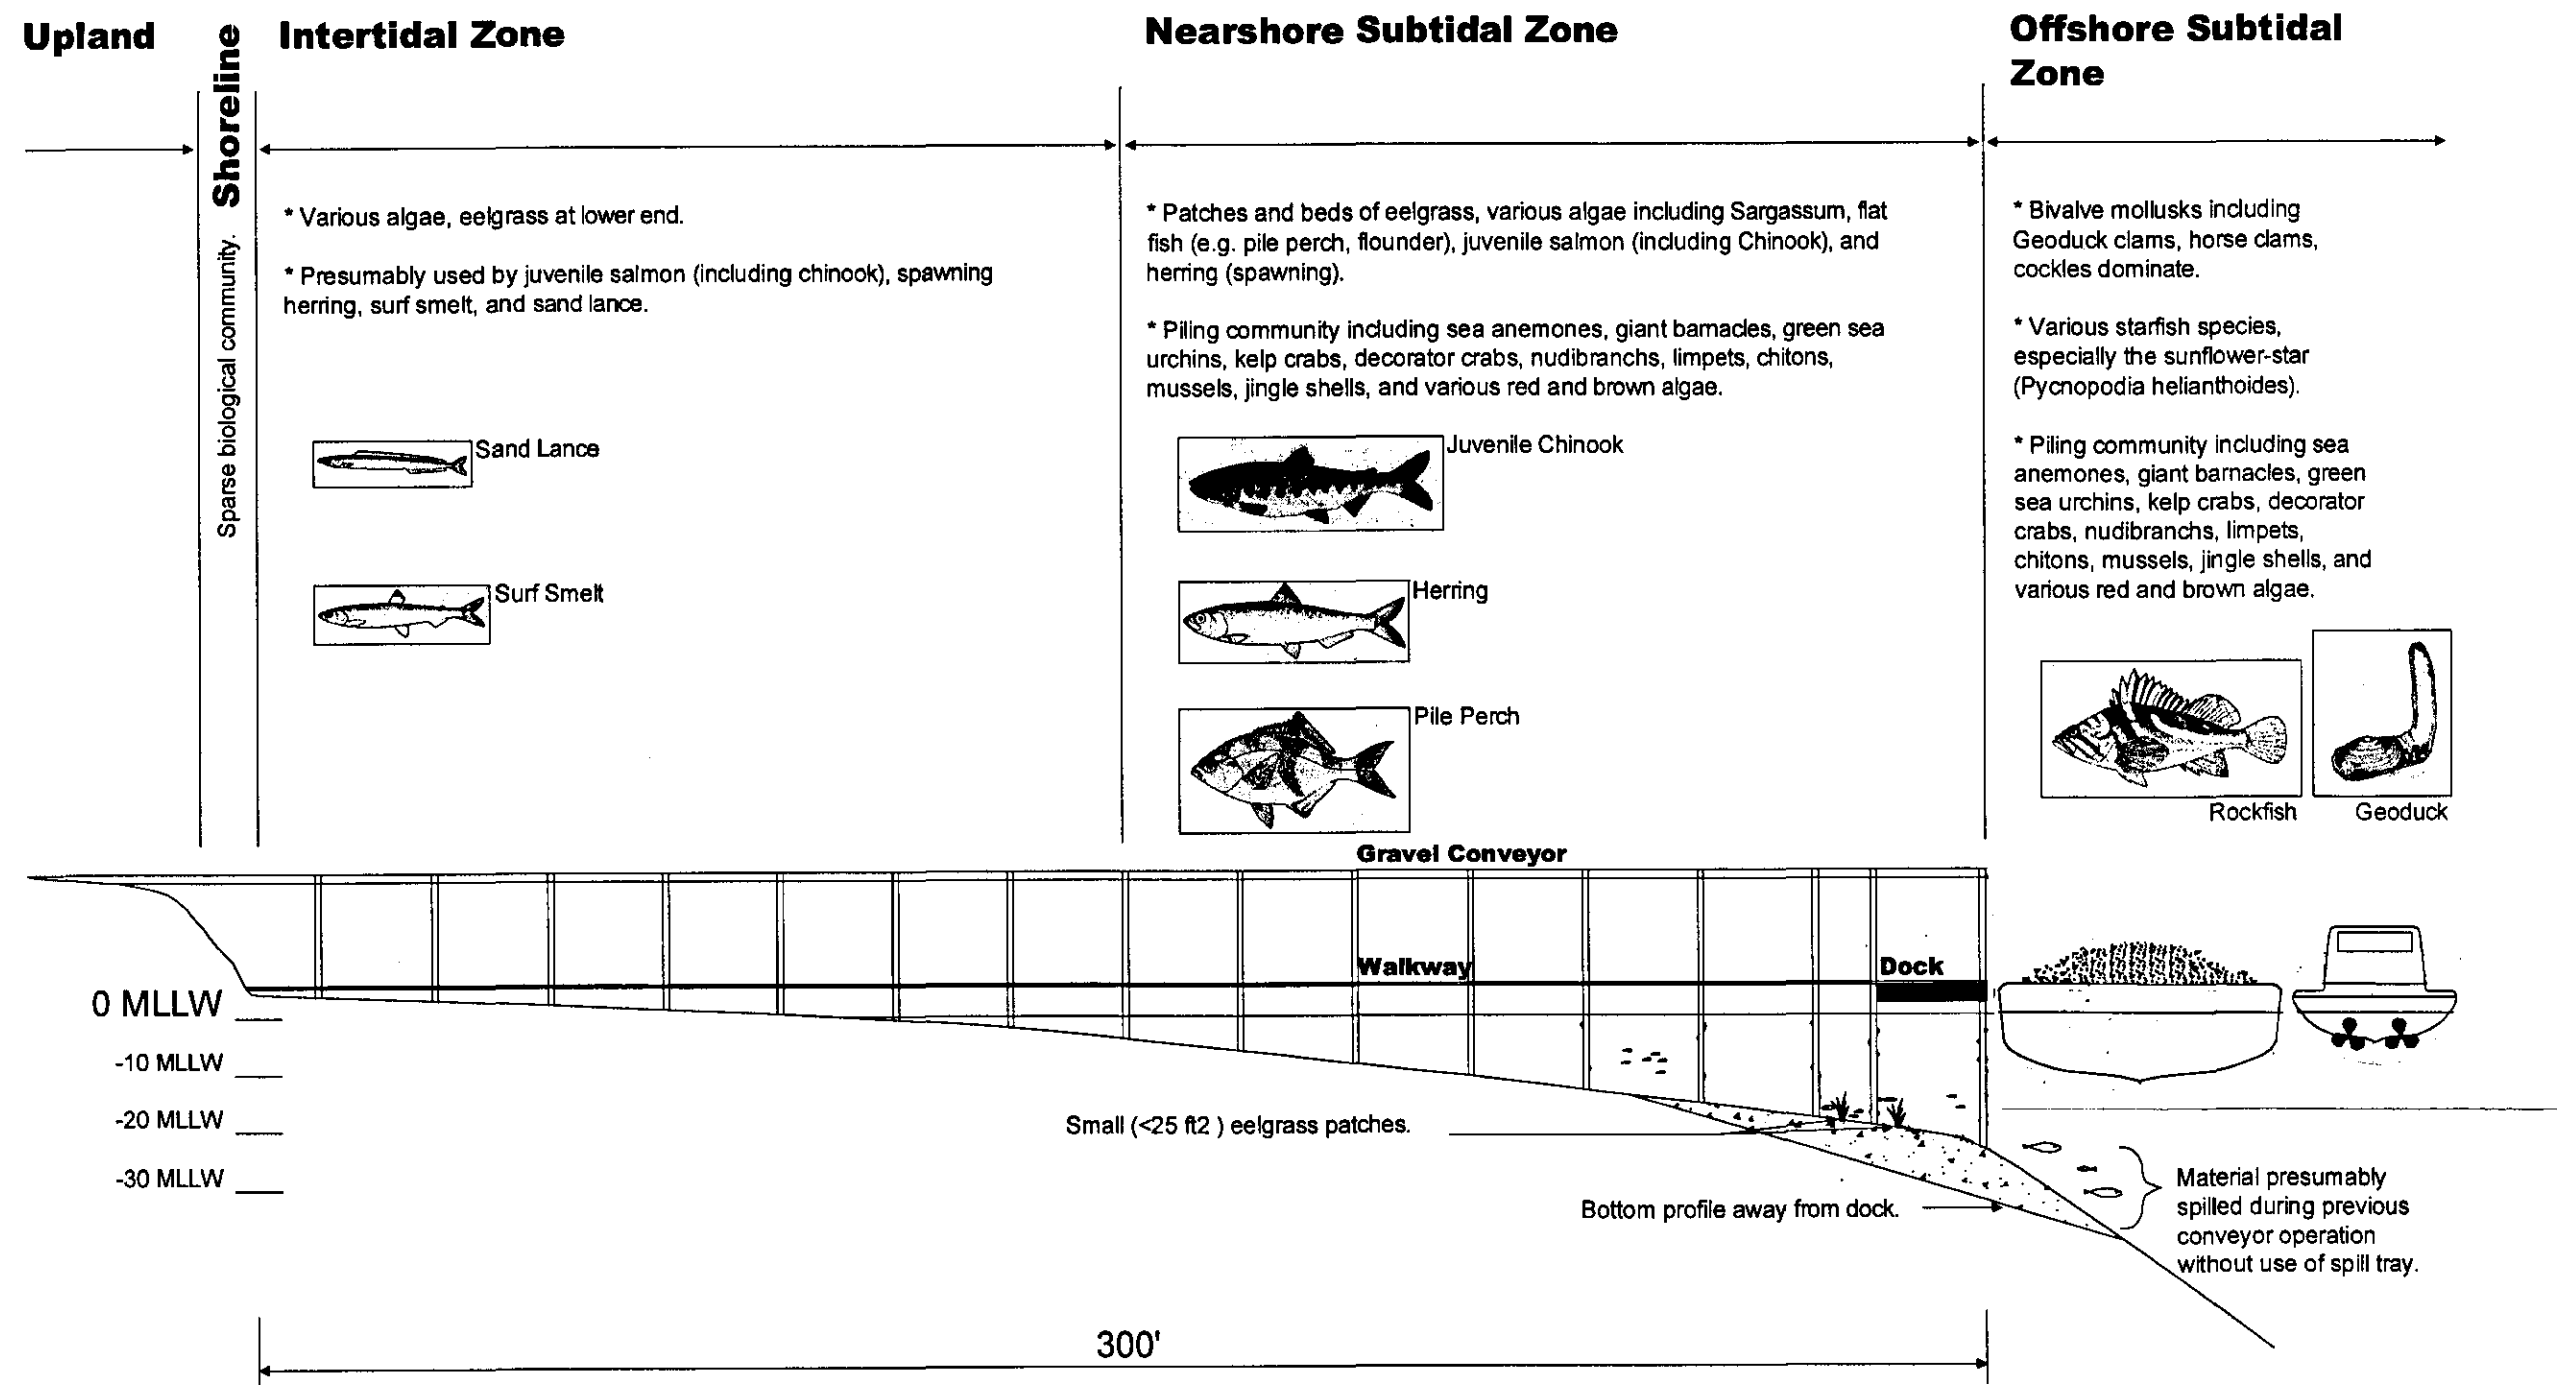 Upland
Shoreline
Sparse biological community.
Intertidal Zone
* Various algae, eelgrass at lower end.
* Presumably used by juvenile salmon (including chinook), spawning
herring, surf smelt, and sand lance.
Sand Lance
Surf Smelt
Nearshore Subtidal Zone
* Patches and beds of eelgrass, various algae including Sargassum, flat
fish (e.g. pile perch, flounder), juvenile salmon (including Chinook), and
herring (spawning).
* Piling community including sea anemones, giant barnacles, green sea
urchins, kelp crabs, decorator crabs, nudibranchs, limpets, chitons,
mussels, jingle shells, and various red and brown algae.
Juvenile Chinook
Herring
Pile Perch
Offshore Subtidal
Zone
* Bivalve mollusks including
Geoduck clams, horse clams,
cockles dominate.
* Various starfish species,
especially the sunflower-star
(Pycnopodia helianthoides).
* Piling community including sea
anemones, giant barnacles, green
sea urchins, kelp crabs, decorator
crabs, nudibranchs, limpets,
chitons, mussels, jingle shells, and
various red and brown algae.
Rockfish
Geoduck
Gravel Conveyor
Walkway
Dock
0 MLLW
-10 MLLW
-20 MLLW
-30 MLLW
Small (<25 ft2 ) eelgrass patches.
Bottom profile away from dock.
Material presumably
spilled during previous
conveyor operation
without use of spill tray.
300'